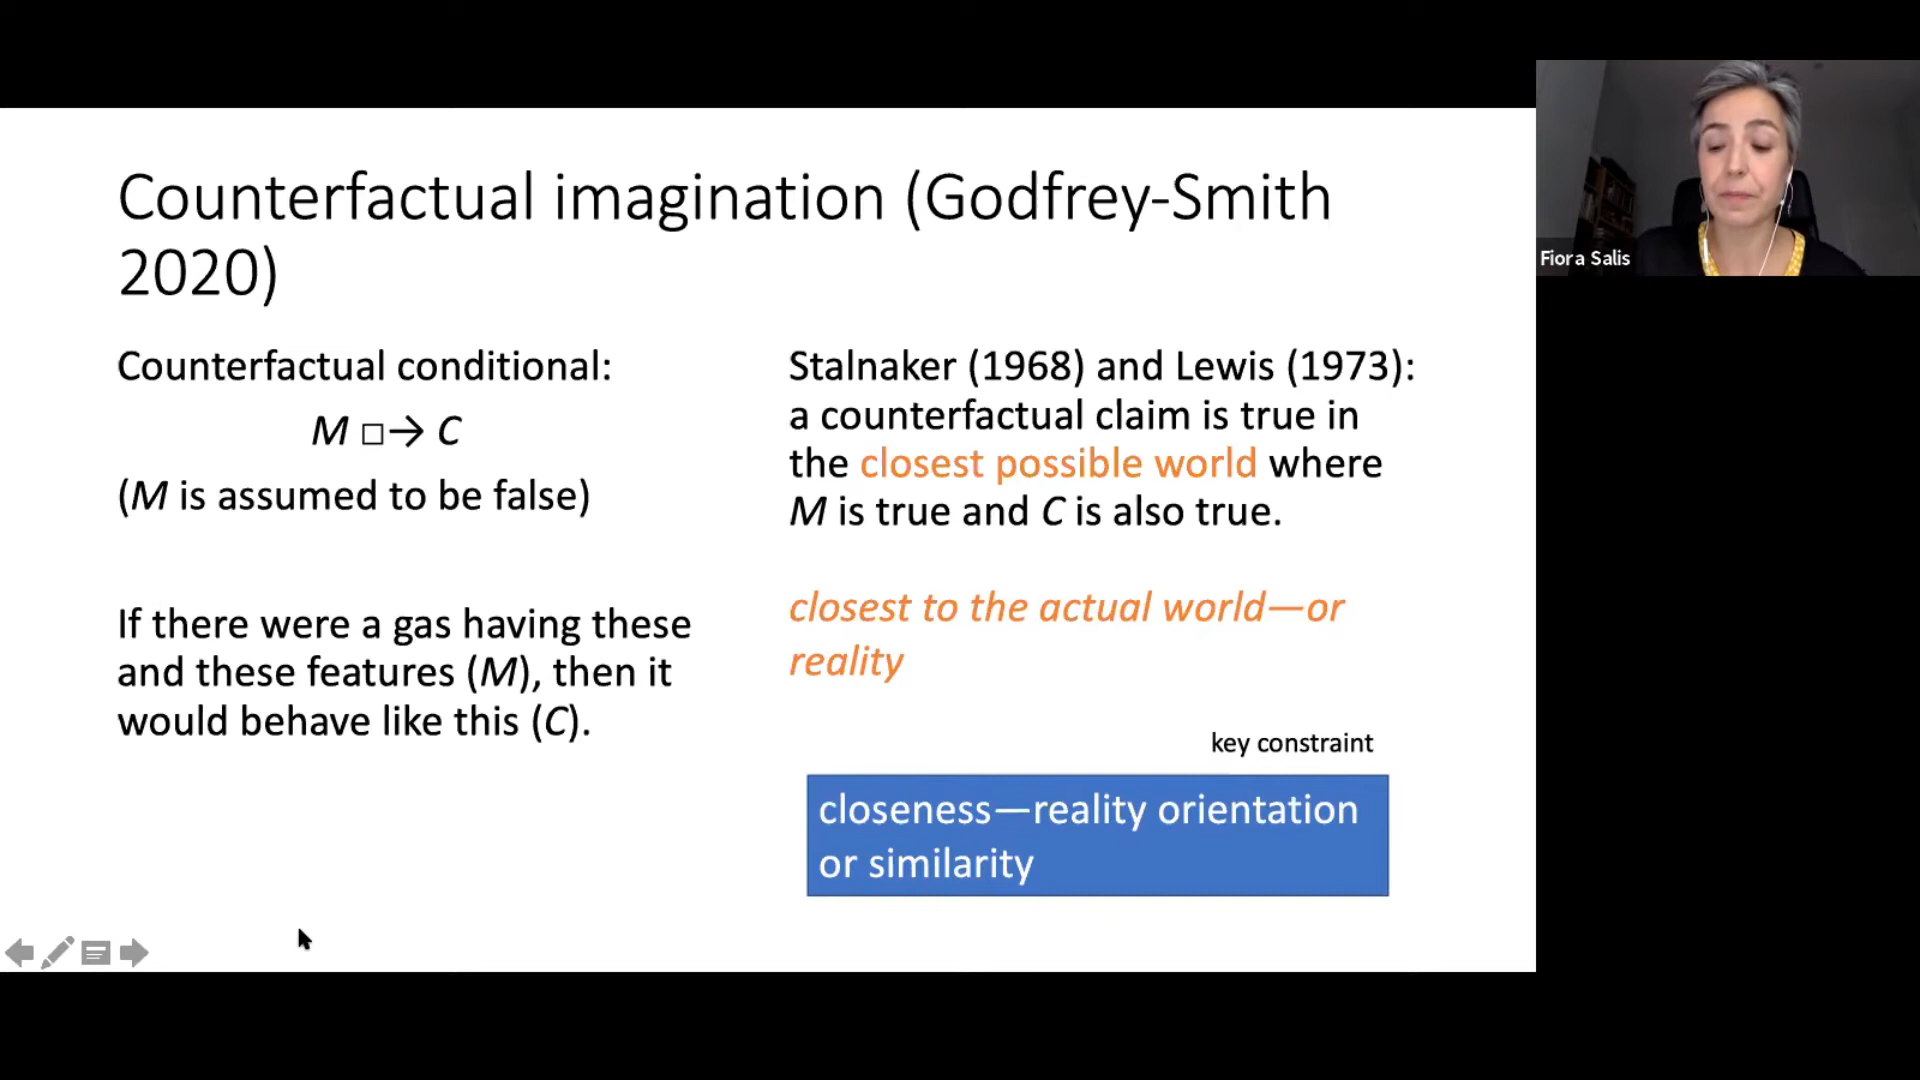 Counterfactual imagination (Godfrey-Smith
2020)
Counterfactual conditional:
M □→ C
(M is assumed to be false)
If there were a gas having these
and these features (M), then it
would behave like this (C).
Stalnaker (1968) and Lewis (1973):
a counterfactual claim is true in
the closest possible world where
M is true and C is also true.
closest to the actual world—or
reality
key constraint
closeness—reality orientation
or similarity
Fiora Salis